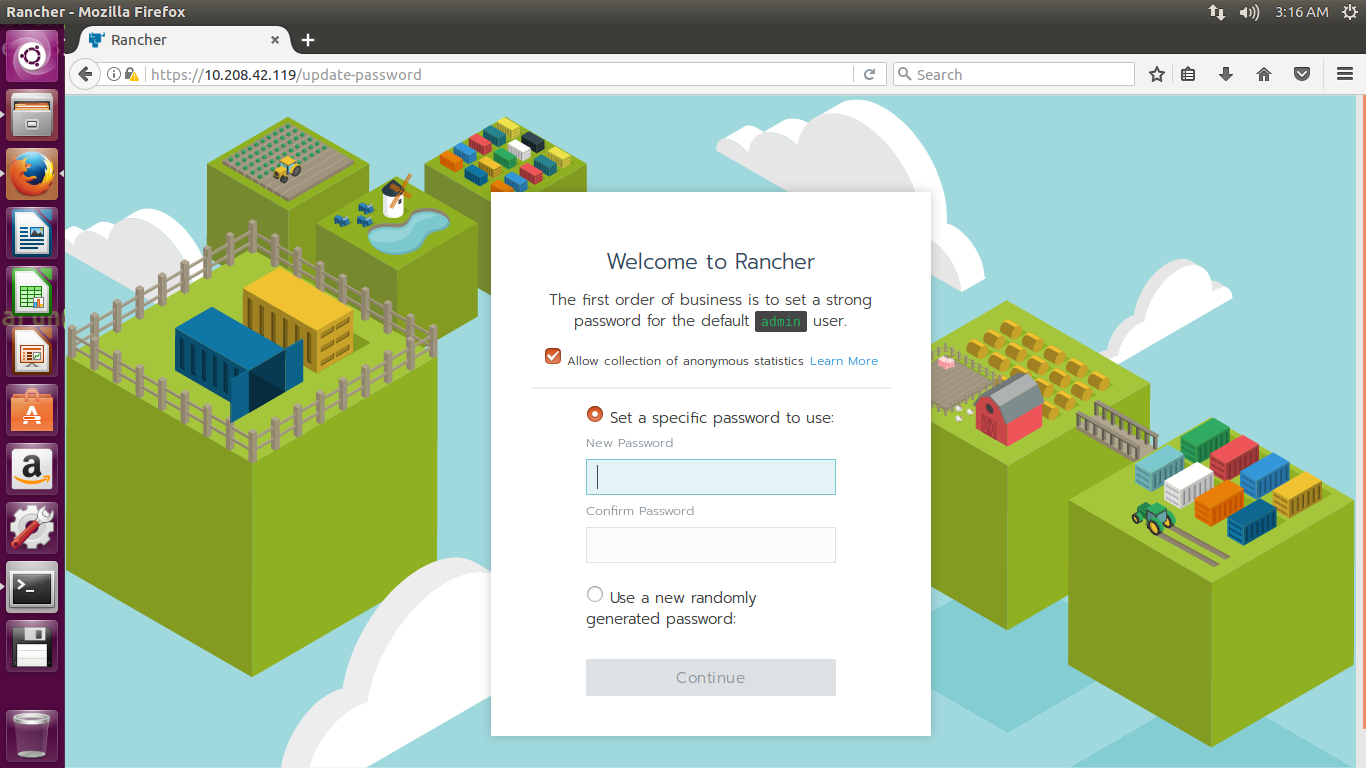 Rancher - Mozilla Firefox
3:16 AM
Rancher
https://10.208.42.119/update-password
Search
Welcome to Rancher
The first order of business is to set a strong
password for the default admin user.
Allow collection of anonymous statistics Learn More
Set a specific password to use:
New Password
Confirm Password
Use a new randomly
generated password:
Continue